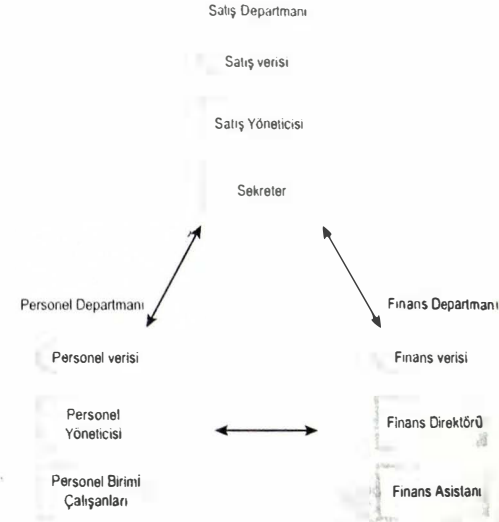 Satış Departmanı
Satış verisi
Satış Yöneticisi
Sekreter
Personel Departmanı
Personel verisi
Personel
Yöneticisi
Personel Birimi
Çalışanları
Finans Departmanı
Finans verisi
Finans Direktörü
Finans Asistanı